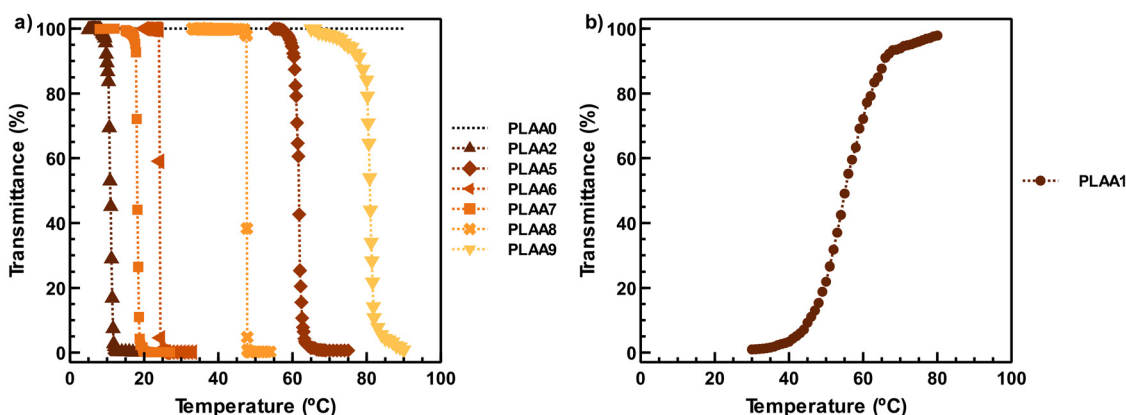 a)
Transmittance (%)
100
80
60
40
20
0
0 20 40 60 80 100
Temperature (ºC)
PLAA0
PLAA2
PLAA5
PLAA6
PLAA7
PLAA8
PLAA9
b)
Transmittance (%)
100
80
60
40
20
0
0 20 40 60 80 100
Temperature (ºC)
PLAA1